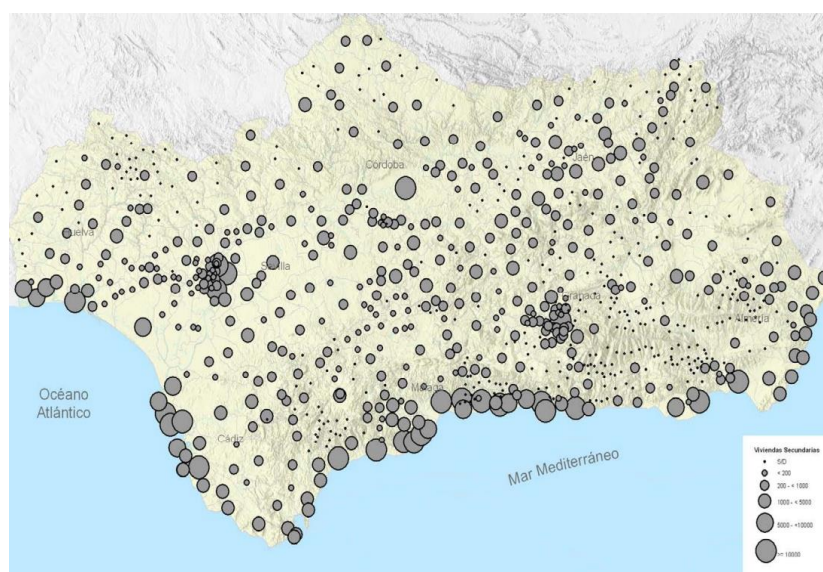 Córdoba
Jaén
Huelva
Sevilla
Granada
Almería
Málaga
Océano
Atlántico
Cádiz
Mar Mediterráneo
Viviendas Secundarias
S/D
< 200
200 - < 1000
1000 - < 5000
5000 - <10000
>= 10000